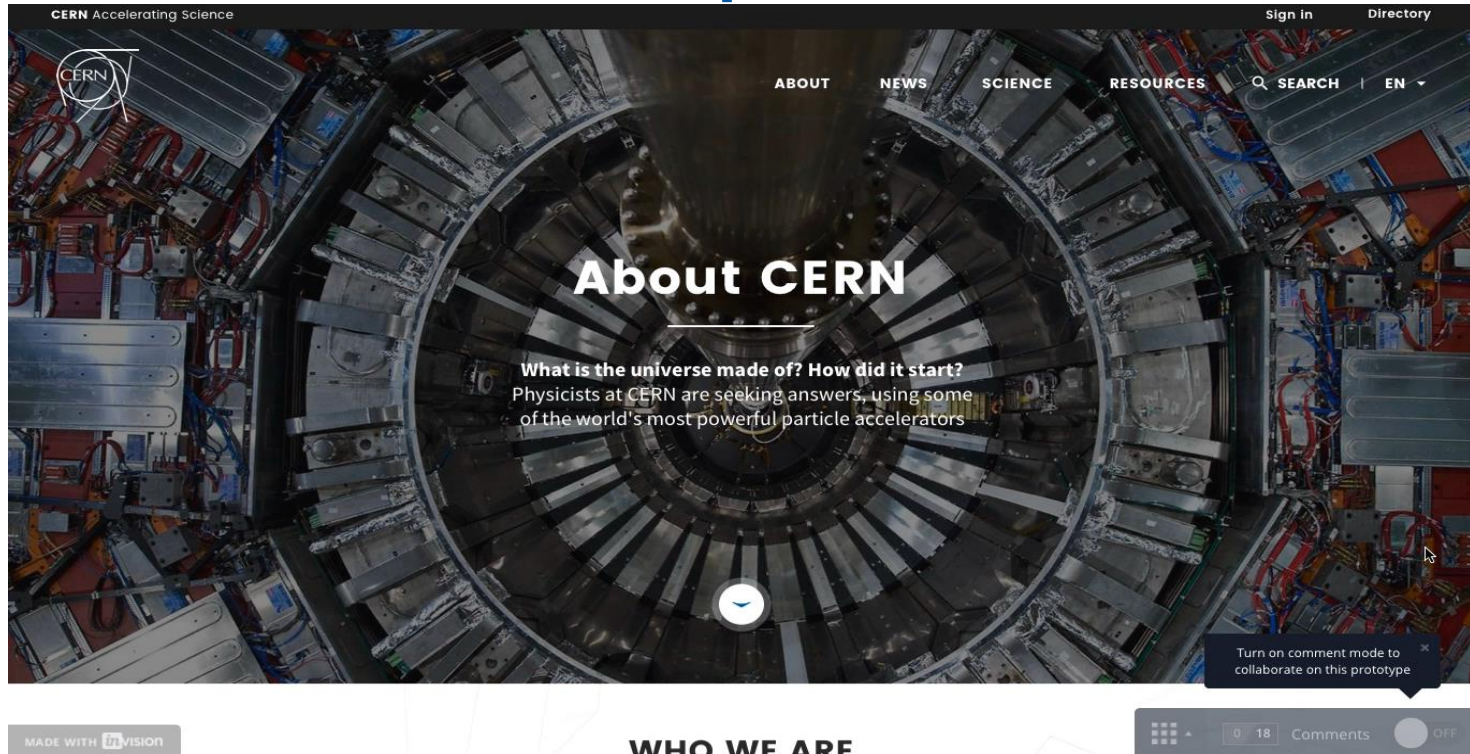 CERN Accelerating Science
Sign in
Directory
CERN
ABOUT
NEWS
SCIENCE
RESOURCES
SEARCH
EN
About CERN
What is the universe made of? How did it start?
Physicists at CERN are seeking answers, using some
of the world's most powerful particle accelerators
Turn on comment mode to
collaborate on this prototype
WHO WE ARE
MADE WITH invision
0 18 Comments OFF